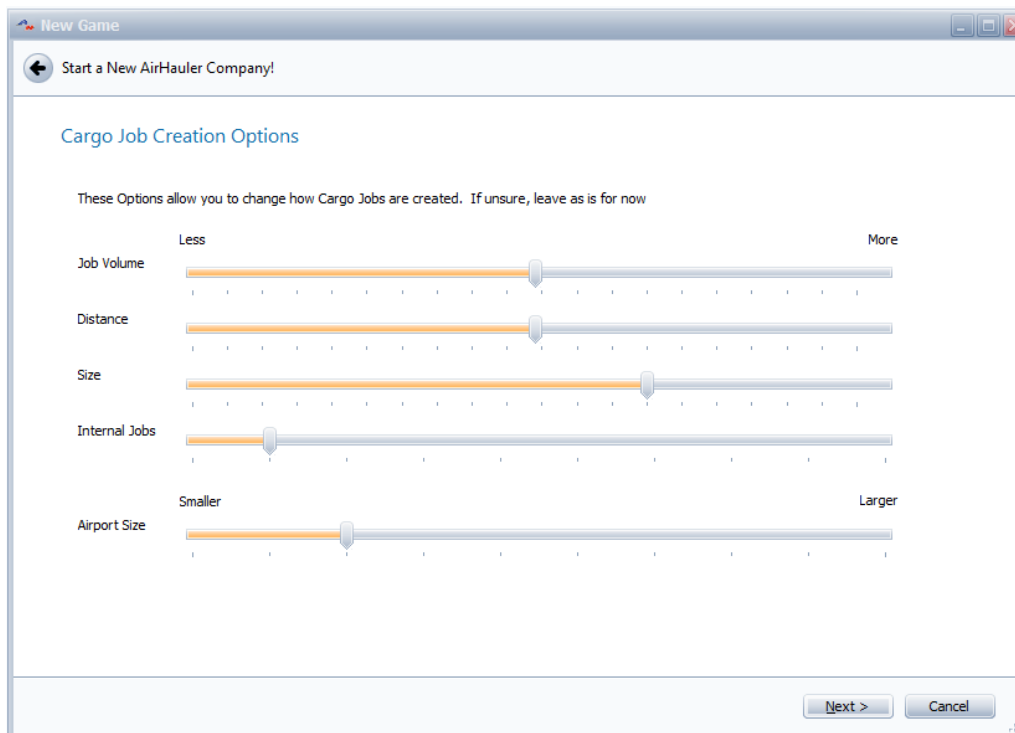 New Game
Start a New AirHauler Company!
Cargo Job Creation Options
These Options allow you to change how Cargo Jobs are created.  If unsure, leave as is for now
Less More
Job Volume
Distance
Size
Internal Jobs
Smaller Larger
Airport Size
Next > Cancel